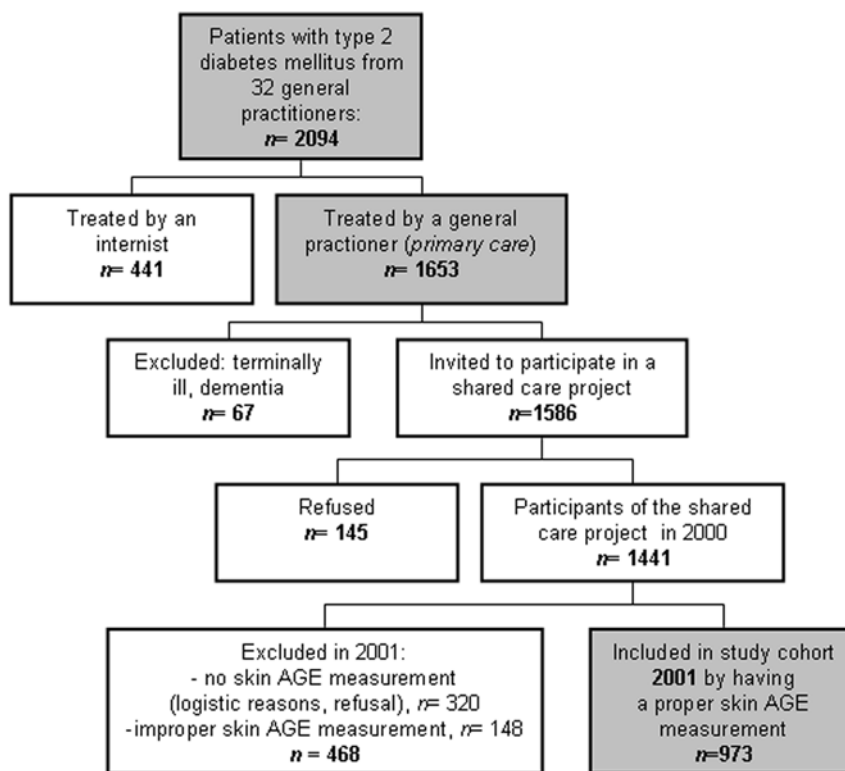 Patients with type 2
diabetes mellitus from
32 general
practitioners:
n= 2094
Treated by an
internist
n= 441
Treated by a general
practioner (primary care)
n= 1653
Excluded: terminally
ill, dementia
n= 67
Invited to participate in a
shared care project
n=1586
Refused
n= 145
Participants of the shared
care project in 2000
n= 1441
Excluded in 2001:
- no skin AGE measurement
(logistic reasons, refusal), n= 320
-improper skin AGE measurement, n= 148
n = 468
Included in study cohort
2001 by having
a proper skin AGE
measurement
n=973